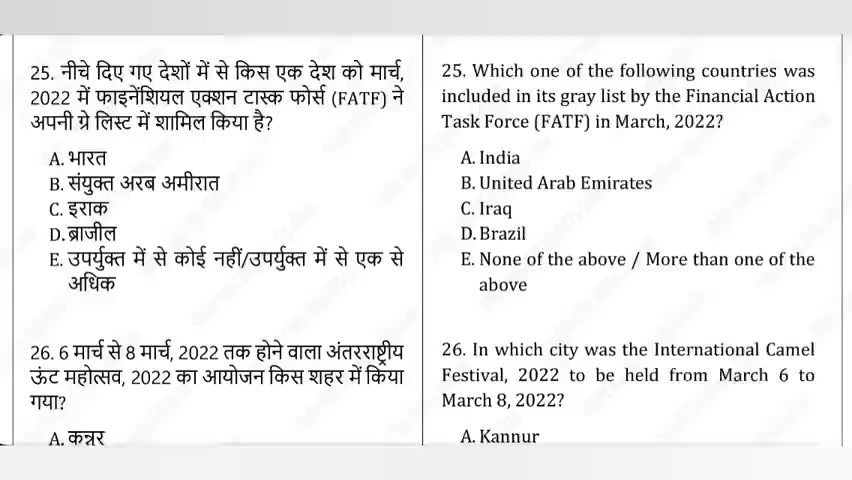 25. नीचे दिए गए देशों में से किस एक देश को मार्च,
2022 में फाइनेंशियल एक्शन टास्क फोर्स (FATF) ने
अपनी ग्रे लिस्ट में शामिल किया है?
A. भारत
B. संयुक्त अरब अमीरात
C. इराक
D. ब्राजील
E. उपर्युक्त में से कोई नहीं/उपर्युक्त में से एक से
अधिक
26. 6 मार्च से 8 मार्च, 2022 तक होने वाला अंतरराष्ट्रीय
ऊंट महोत्सव, 2022 का आयोजन किस शहर में किया
गया?
A. कन्नूर
25. Which one of the following countries was
included in its gray list by the Financial Action
Task Force (FATF) in March, 2022?
A. India
B. United Arab Emirates
C. Iraq
D. Brazil
E. None of the above / More than one of the
above
26. In which city was the International Camel
Festival, 2022 to be held from March 6 to
March 8, 2022?
A. Kannur